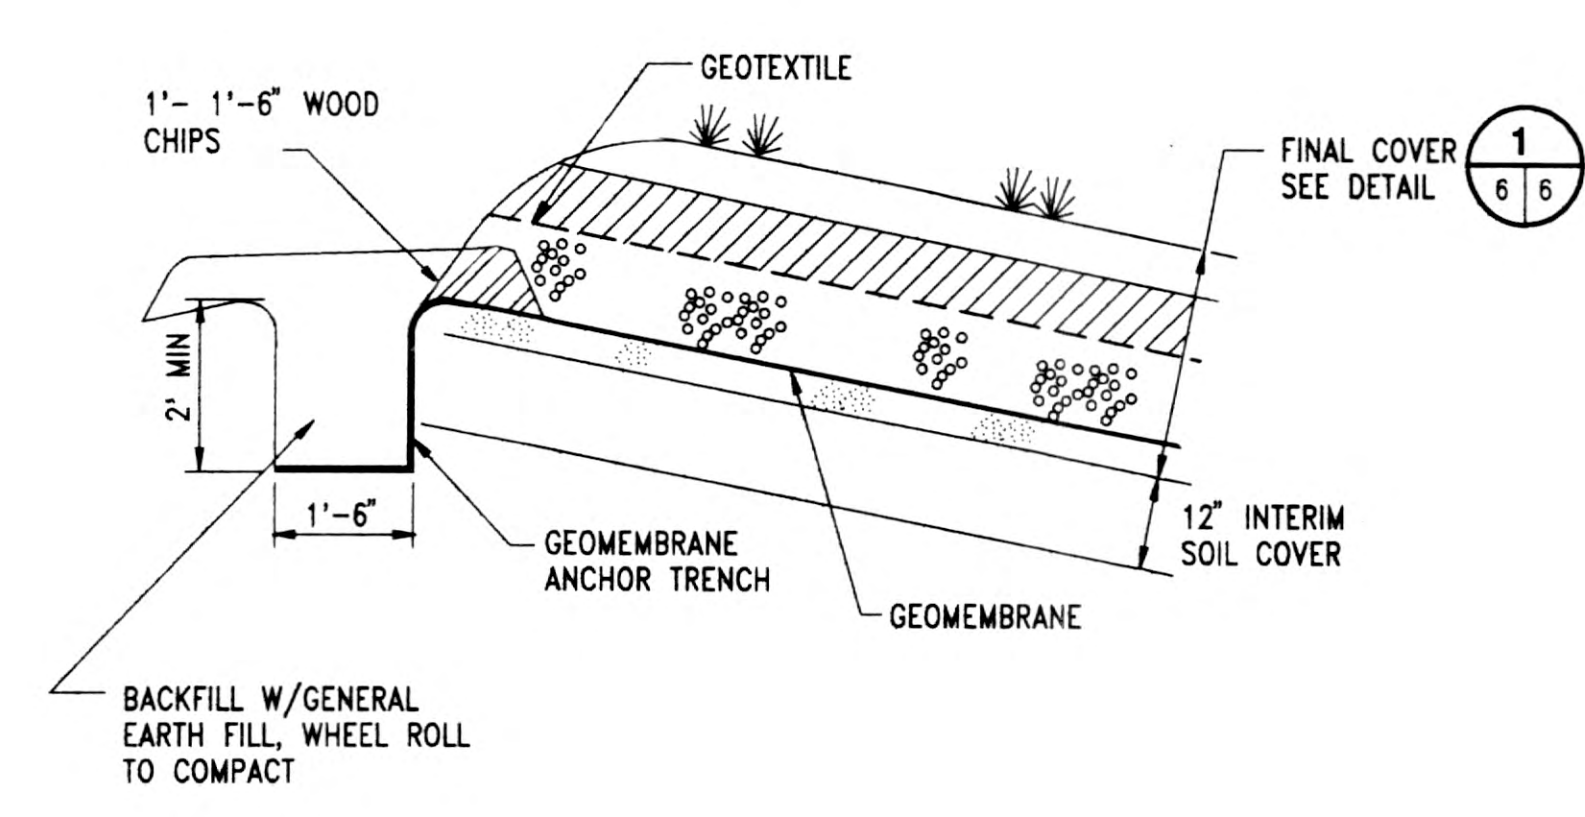 GEOTEXTILE
1'- 1'-6" WOOD
CHIPS
FINAL COVER
SEE DETAIL
1
6 6
2' MIN
1'-6"
12" INTERIM
SOIL COVER
GEOMEMBRANE
ANCHOR TRENCH
GEOMEMBRANE
BACKFILL W/GENERAL
EARTH FILL, WHEEL ROLL
TO COMPACT